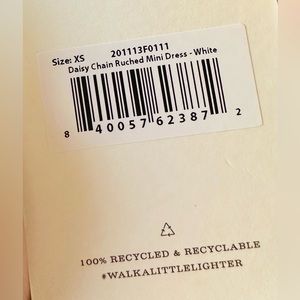 Size: XS 201113F0111
Daisy Chain Ruched Mini Dress - White
8 40057 62387 2
100% RECYCLED & RECYCLABLE
#WALKALITTLELIGHTER